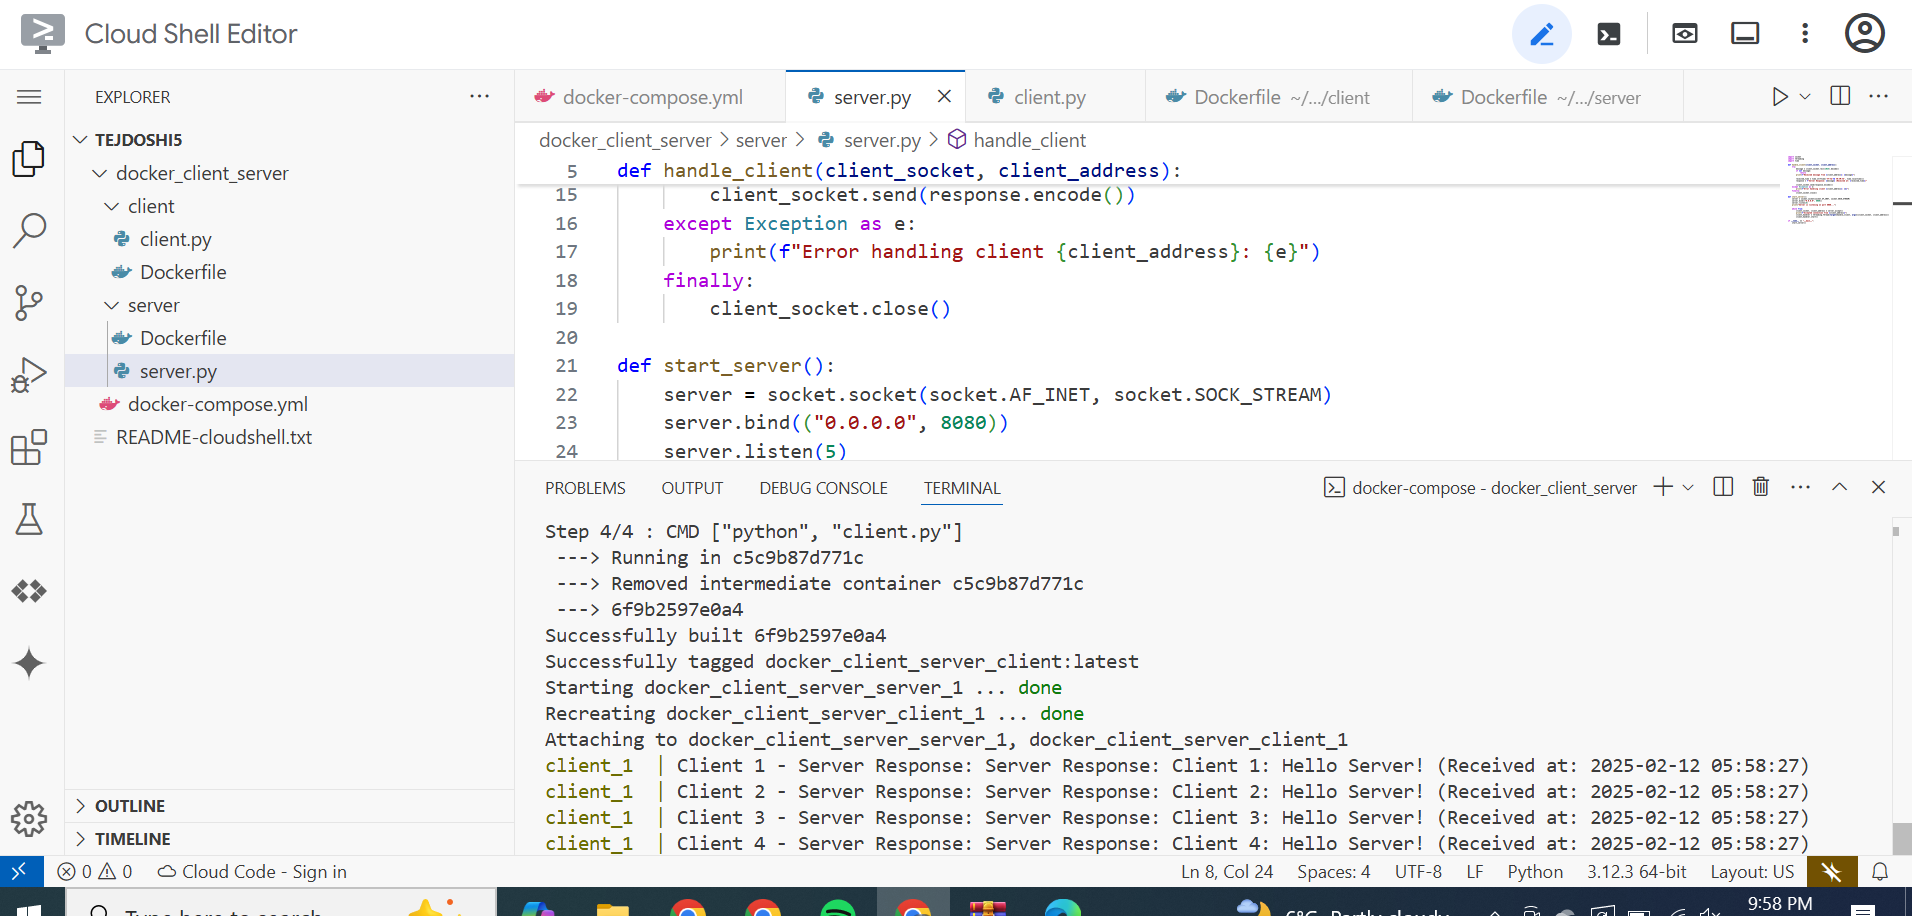 Cloud Shell Editor
EXPLORER
TEJDOSHI5
docker_client_server
client
client.py
Dockerfile
server
Dockerfile
server.py
docker-compose.yml
README-cloudshell.txt
OUTLINE
TIMELINE
docker-compose.yml
server.py
client.py
Dockerfile ~/.../client
Dockerfile ~/.../server
docker_client_server > server > server.py > handle_client
5 def handle_client(client_socket, client_address):
15 client_socket.send(response.encode())
16 except Exception as e:
17 print(f"Error handling client {client_address}: {e}")
18 finally:
19 client_socket.close()
20
21 def start_server():
22 server = socket.socket(socket.AF_INET, socket.SOCK_STREAM)
23 server.bind(("0.0.0.0", 8080))
24 server.listen(5)
PROBLEMS OUTPUT DEBUG CONSOLE TERMINAL
docker-compose - docker_client_server
Step 4/4 : CMD ["python", "client.py"]
---> Running in c5c9b87d771c
---> Removed intermediate container c5c9b87d771c
---> 6f9b2597e0a4
Successfully built 6f9b2597e0a4
Successfully tagged docker_client_server_client:latest
Starting docker_client_server_server_1 ... done
Recreating docker_client_server_client_1 ... done
Attaching to docker_client_server_server_1, docker_client_server_client_1
client_1 | Client 1 - Server Response: Server Response: Client 1: Hello Server! (Received at: 2025-02-12 05:58:27)
client_1 | Client 2 - Server Response: Server Response: Client 2: Hello Server! (Received at: 2025-02-12 05:58:27)
client_1 | Client 3 - Server Response: Server Response: Client 3: Hello Server! (Received at: 2025-02-12 05:58:27)
client_1 | Client 4 - Server Response: Server Response: Client 4: Hello Server! (Received at: 2025-02-12 05:58:27)
0 0 Cloud Code - Sign in
Ln 8, Col 24 Spaces: 4 UTF-8 LF Python 3.12.3 64-bit Layout: US
Type here to search
6°C Partly cloudy
9:58 PM